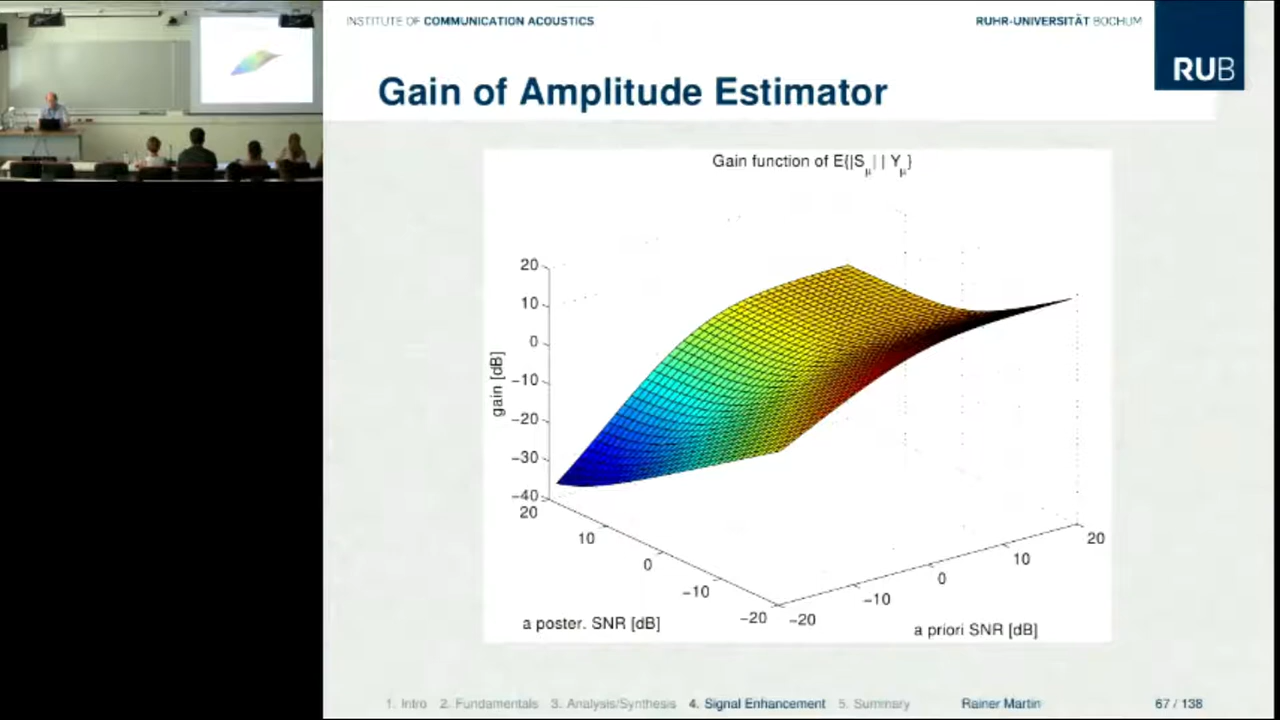 INSTITUTE OF COMMUNICATION ACOUSTICS
RUHR-UNIVERSITÄT BOCHUM
RUB
Gain of Amplitude Estimator
Gain function of E{|S_μ| | Y_μ}
20
10
0
−10
−20
−30
−40
gain [dB]
20
10
0
−10
−20
a poster. SNR [dB]
−20
−10
0
10
20
a priori SNR [dB]
1. Intro 2. Fundamentals 3. Analysis/Synthesis 4. Signal Enhancement 5. Summary Rainer Martin 67 / 138